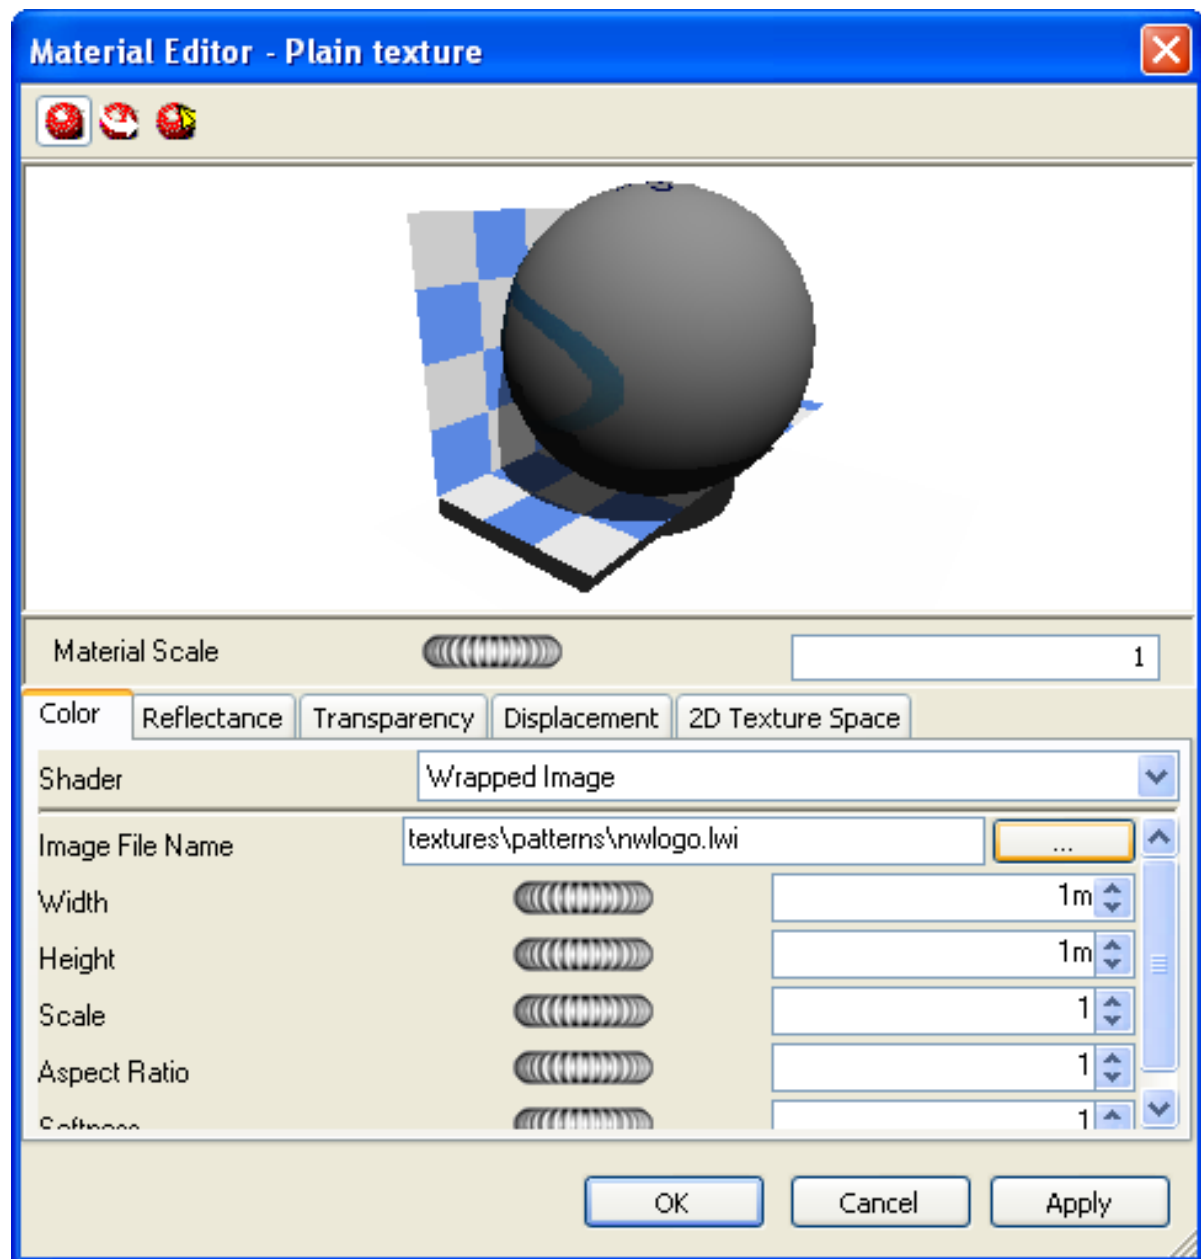 Material Editor - Plain texture
Material Scale 1
Color Reflectance Transparency Displacement 2D Texture Space
Shader Wrapped Image
Image File Name textures\patterns\nwlogo.lwi ...
Width 1m
Height 1m
Scale 1
Aspect Ratio 1
Softness 1
OK Cancel Apply